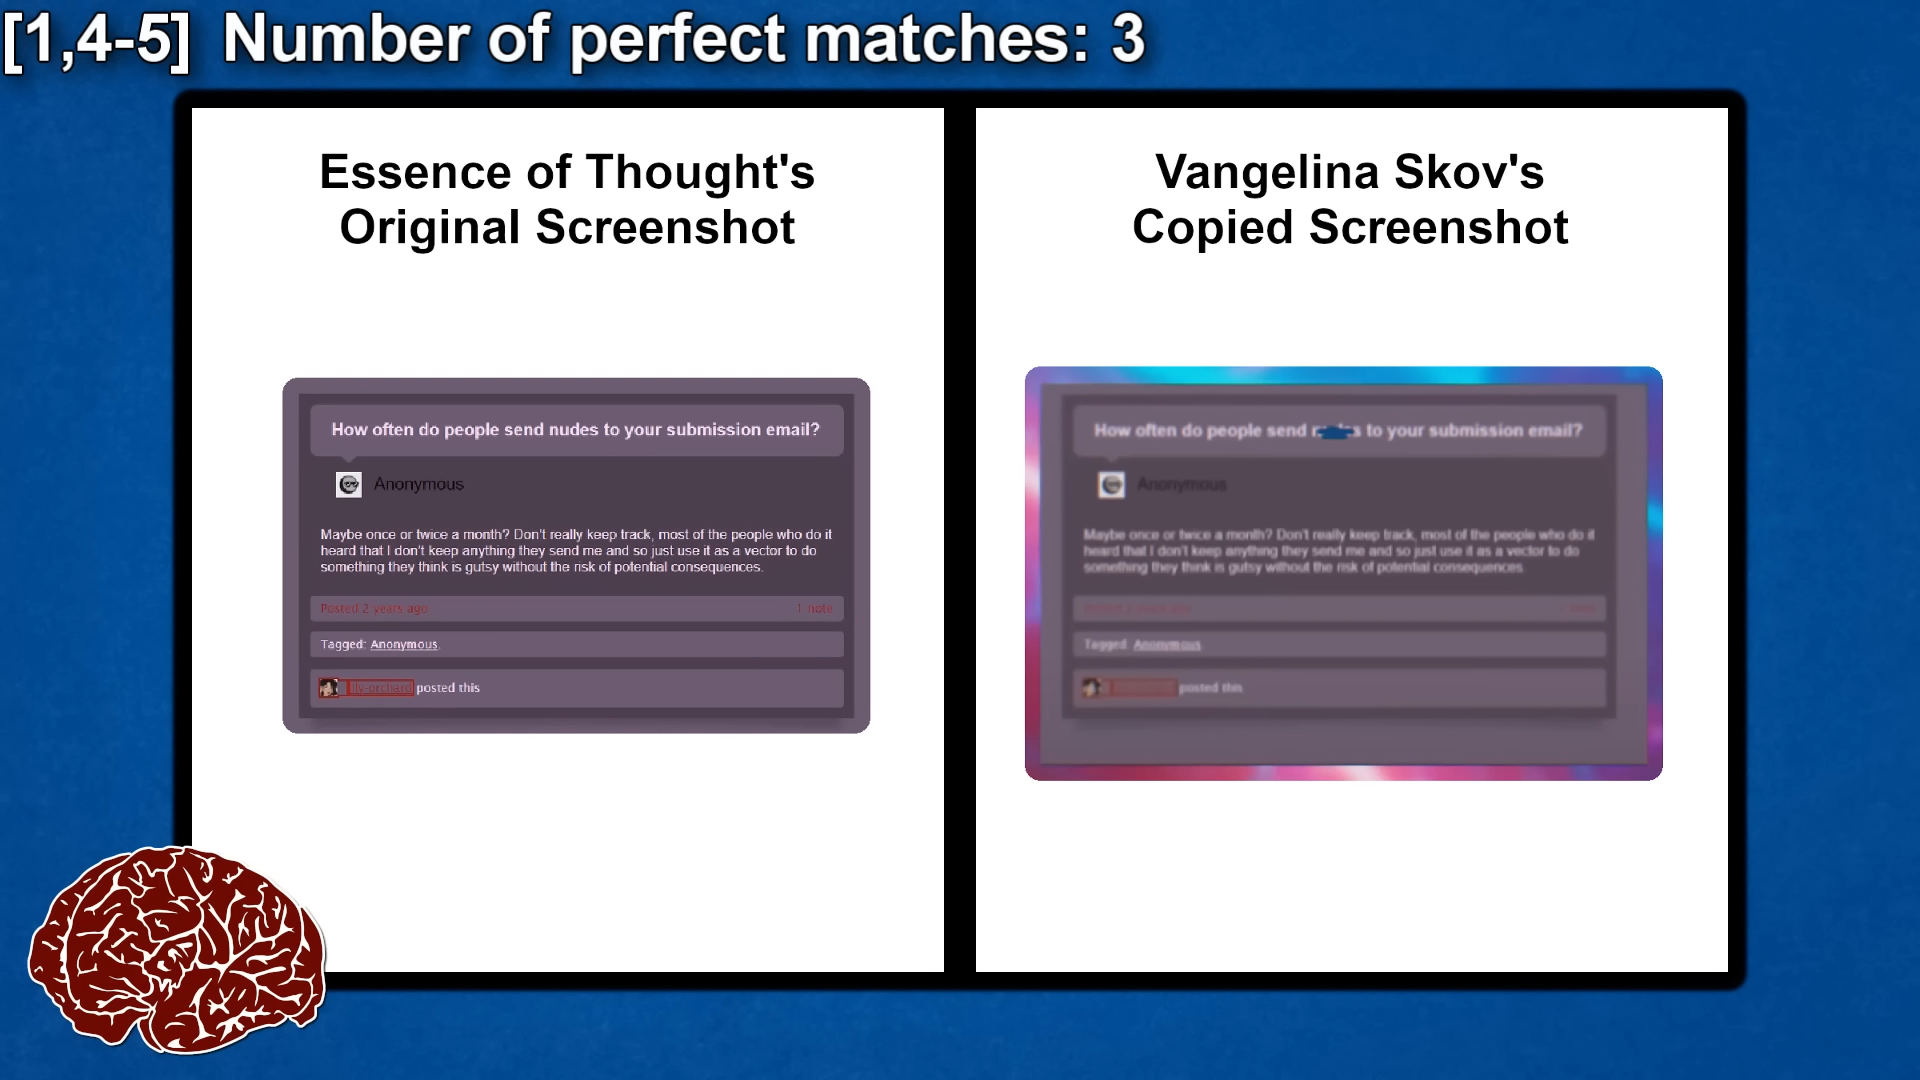 [1,4-5] Number of perfect matches: 3
Essence of Thought's
Original Screenshot
How often do people send nudes to your submission email?
Anonymous
Maybe once or twice a month? Don't really keep track, most of the people who do it
heard that I don't keep anything they send me and so just use it as a vector to do
something they think is gutsy without the risk of potential consequences.
Posted 2 years ago 1 note
Tagged: Anonymous.
posted this
Vangelina Skov's
Copied Screenshot
How often do people send to your submission email?
Anonymous
Maybe once or twice a month? Don't really keep track, most of the people who do it
heard that I don't keep anything they send me and so just use it as a vector to do
something they think is gutsy without the risk of potential consequences.
Tagged: Anonymous
posted this